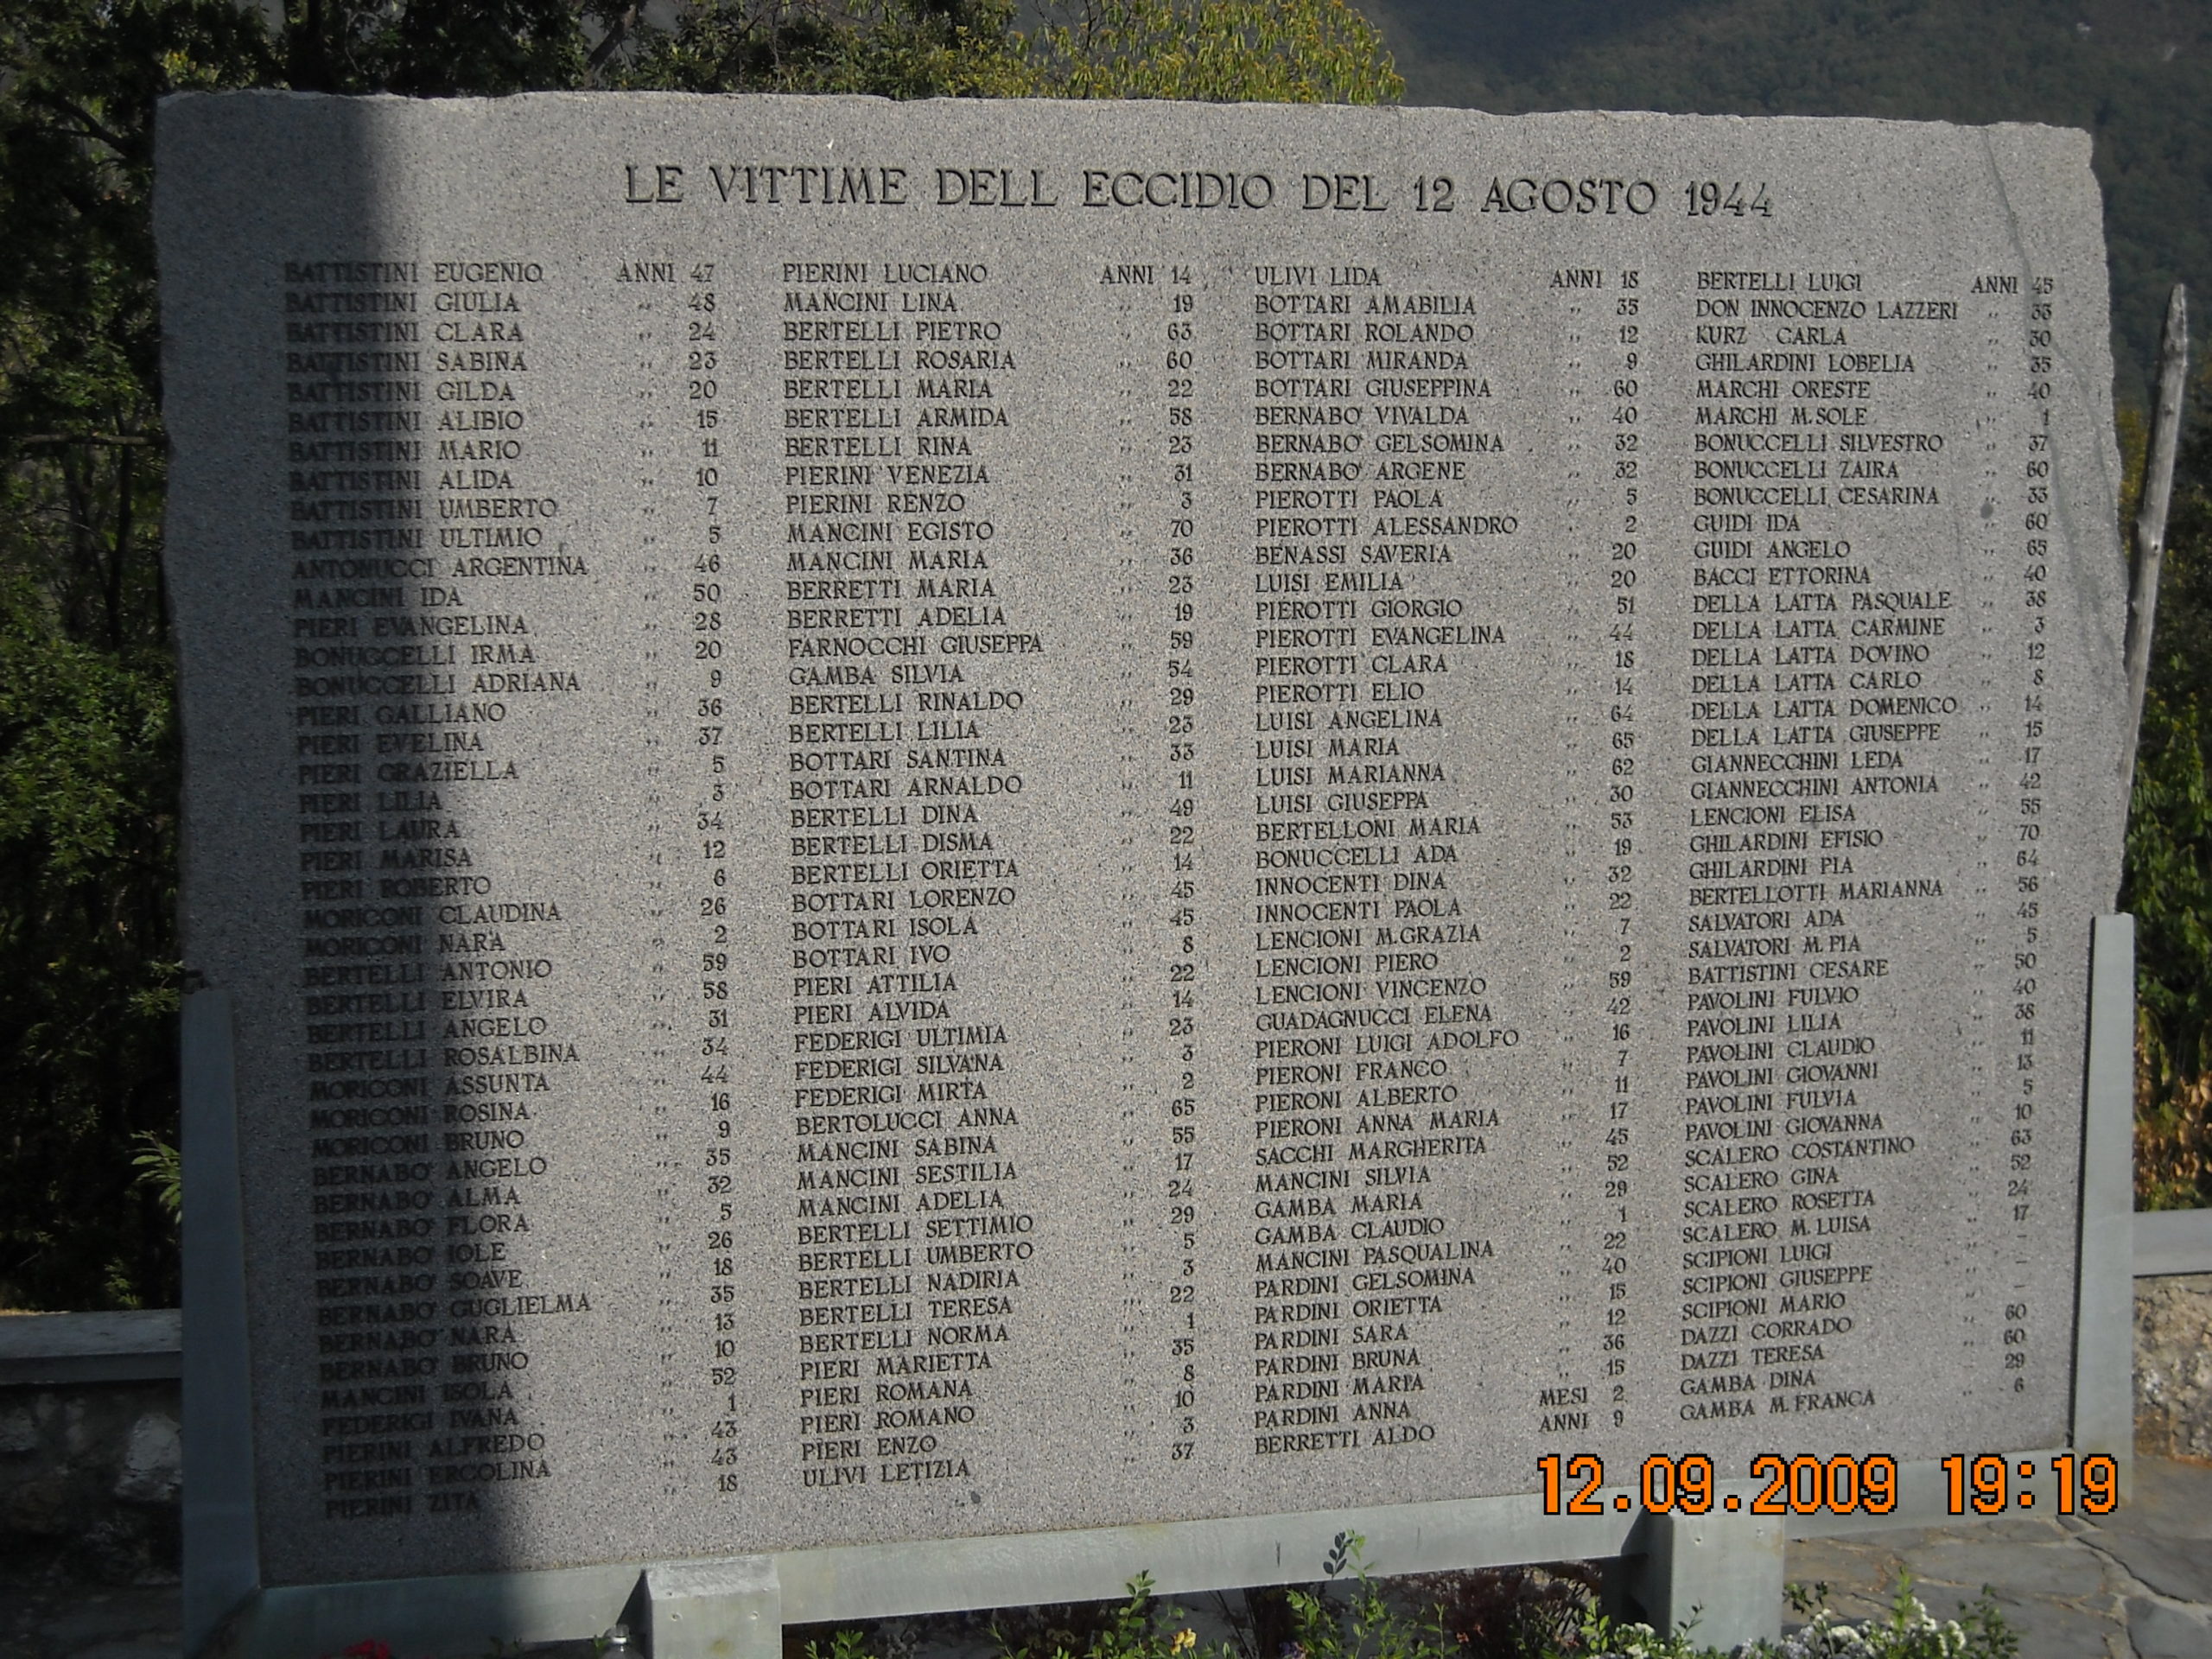 LE VITTIME DELL ECCIDIO DEL 12 AGOSTO 1944
BATTISTINI EUGENIO ANNI 47
BATTISTINI GIULIA ,, 48
BATTISTINI CLARA ,, 24
BATTISTINI SABINA ,, 23
BATTISTINI GILDA ,, 20
BATTISTINI ALIBIO ,, 15
BATTISTINI MARIO ,, 11
BATTISTINI ALIDA ,, 10
BATTISTINI UMBERTO ,, 7
BATTISTINI ULTIMIO ,, 5
ANTONUCCI ARGENTINA ,, 46
MANCINI IDA ,, 50
PIERI EVANGELINA ,, 28
BONUCCELLI IRMA ,, 20
BONUCCELLI ADRIANA ,, 9
PIERI GALLIANO ,, 36
PIERI EVELINA ,, 37
PIERI GRAZIELLA ,, 5
PIERI LILIA ,, 3
PIERI LAURA ,, 34
PIERI MARISA ,, 12
PIERI ROBERTO ,, 6
MORICONI CLAUDINA ,, 26
MORICONI NARA ,, 2
BERTELLI ANTONIO ,, 59
BERTELLI ELVIRA ,, 58
BERTELLI ANGELO ,, 31
BERTELLI ROSALBINA ,, 34
MORICONI ASSUNTA ,, 44
MORICONI ROSINA ,, 16
MORICONI BRUNO ,, 9
BERNABO' ANGELO ,, 35
BERNABO' ALMA ,, 32
BERNABO' FLORA ,, 5
BERNABO' IOLE ,, 26
BERNABO' SOAVE ,, 18
BERNABO' GUGLIELMA ,, 35
BERNABO' NARA ,, 13
BERNABO' BRUNO ,, 10
MANCINI ISOLA ,, 52
FEDERIGI IVANA ,, 1
PIERINI ALFREDO ,, 43
PIERINI ERCOLINA ,, 43
PIERINI ZITA ,, 18
PIERINI LUCIANO ANNI 14
MANCINI LINA ,, 19
BERTELLI PIETRO ,, 63
BERTELLI ROSARIA ,, 60
BERTELLI MARIA ,, 22
BERTELLI ARMIDA ,, 58
BERTELLI RINA ,, 23
PIERINI VENEZIA ,, 31
PIERINI RENZO ,, 3
MANCINI EGISTO ,, 70
MANCINI MARIA ,, 36
BERRETTI MARIA ,, 23
BERRETTI ADELIA ,, 19
FARNOCCHI GIUSEPPA ,, 59
GAMBA SILVIA ,, 54
BERTELLI RINALDO ,, 29
BERTELLI LILIA ,, 23
BOTTARI SANTINA ,, 33
BOTTARI ARNALDO ,, 11
BERTELLI DINA ,, 49
BERTELLI DISMA ,, 22
BERTELLI ORIETTA ,, 14
BOTTARI LORENZO ,, 45
BOTTARI ISOLA ,, 45
BOTTARI IVO ,, 8
PIERI ATTILIA ,, 22
PIERI ALVIDA ,, 14
FEDERIGI ULTIMIA ,, 23
FEDERIGI SILVANA ,, 3
FEDERIGI MIRTA ,, 2
BERTOLUCCI ANNA ,, 65
MANCINI SABINA ,, 55
MANCINI SESTILIA ,, 17
MANCINI ADELIA ,, 24
BERTELLI SETTIMIO ,, 29
BERTELLI UMBERTO ,, 5
BERTELLI NADIRIA ,, 3
BERTELLI TERESA ,, 22
BERTELLI NORMA ,, 1
PIERI MARIETTA ,, 35
PIERI ROMANA ,, 8
PIERI ROMANO ,, 10
PIERI ENZO ,, 3
ULIVI LETIZIA ,, 37
ULIVI LIDA ANNI 18
BOTTARI AMABILIA ,, 35
BOTTARI ROLANDO ,, 12
BOTTARI MIRANDA ,, 9
BOTTARI GIUSEPPINA ,, 60
BERNABO' VIVALDA ,, 40
BERNABO' GELSOMINA ,, 32
BERNABO' ARGENE ,, 32
PIEROTTI PAOLA ,, 5
PIEROTTI ALESSANDRO ,, 2
BENASSI SAVERIA ,, 20
LUISI EMILIA ,, 20
PIEROTTI GIORGIO ,, 51
PIEROTTI EVANGELINA ,, 44
PIEROTTI CLARA ,, 18
PIEROTTI ELIO ,, 14
LUISI ANGELINA ,, 64
LUISI MARIA ,, 65
LUISI MARIANNA ,, 62
LUISI GIUSEPPA ,, 30
BERTELLONI MARIA ,, 53
BONUCCELLI ADA ,, 19
INNOCENTI DINA ,, 32
INNOCENTI PAOLA ,, 22
LENCIONI M.GRAZIA ,, 7
LENCIONI PIERO ,, 2
LENCIONI VINCENZO ,, 59
GUADAGNUCCI ELENA ,, 42
PIERONI LUIGI ADOLFO ,, 16
PIERONI FRANCO ,, 7
PIERONI ALBERTO ,, 11
PIERONI ANNA MARIA ,, 17
SACCHI MARGHERITA ,, 45
MANCINI SILVIA ,, 52
GAMBA MARIA ,, 29
GAMBA CLAUDIO ,, 1
MANCINI PASQUALINA ,, 22
PARDINI GELSOMINA ,, 40
PARDINI ORIETTA ,, 15
PARDINI SARA ,, 12
PARDINI BRUNA ,, 36
PARDINI MARIA ,, 15
PARDINI ANNA MESI 2
BERRETTI ALDO ANNI 9
BERTELLI LUIGI ANNI 45
DON INNOCENZO LAZZERI ,, 33
KURZ CARLA ,, 30
GHILARDINI LOBELIA ,, 35
MARCHI ORESTE ,, 40
MARCHI M.SOLE ,, 1
BONUCCELLI SILVESTRO ,, 37
BONUCCELLI ZAIRA ,, 60
BONUCCELLI CESARINA ,, 33
GUIDI IDA ,, 60
GUIDI ANGELO ,, 65
BACCI ETTORINA ,, 40
DELLA LATTA PASQUALE ,, 38
DELLA LATTA CARMINE ,, 3
DELLA LATTA DOVINO ,, 12
DELLA LATTA CARLO ,, 8
DELLA LATTA DOMENICO ,, 14
DELLA LATTA GIUSEPPE ,, 15
GIANNECCHINI LEDA ,, 17
GIANNECCHINI ANTONIA ,, 42
LENCIONI ELISA ,, 55
GHILARDINI EFISIO ,, 70
GHILARDINI PIA ,, 64
BERTELLOTTI MARIANNA ,, 56
SALVATORI ADA ,, 45
SALVATORI M.PIA ,, 5
BATTISTINI CESARE ,, 50
PAVOLINI FULVIO ,, 40
PAVOLINI LILIA ,, 38
PAVOLINI CLAUDIO ,, 11
PAVOLINI GIOVANNI ,, 13
PAVOLINI FULVIA ,, 5
PAVOLINI GIOVANNA ,, 10
SCALERO COSTANTINO ,, 63
SCALERO GINA ,, 52
SCALERO ROSETTA ,, 24
SCALERO M. LUISA ,, 17
SCIPIONI LUIGI ,, -
SCIPIONI GIUSEPPE ,, -
SCIPIONI MARIO ,, -
DAZZI CORRADO ,, 60
DAZZI TERESA ,, 60
GAMBA DINA ,, 29
GAMBA M. FRANCA ,, 6
12.09.2009 19:19